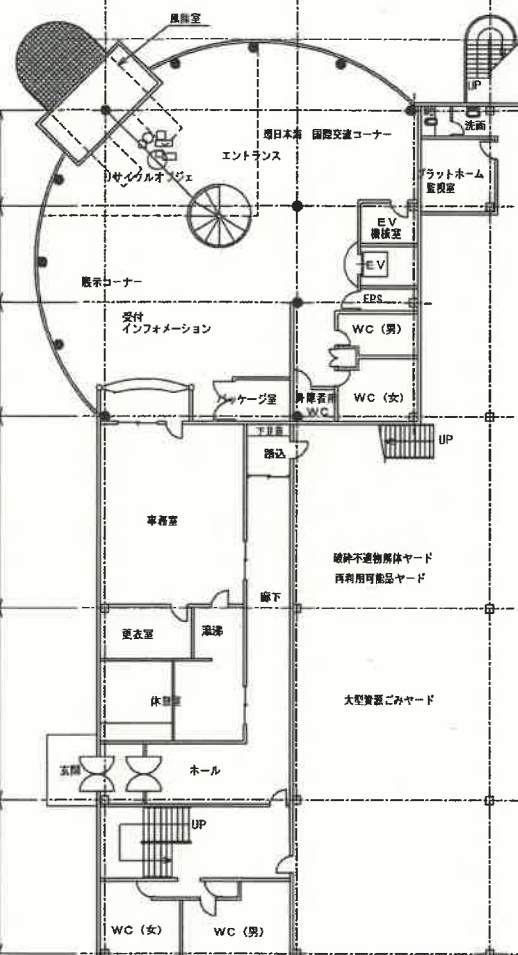 風除室
UP
洗面
環日本海 国際交流コーナー
エントランス
プラットホーム
監視室
リサイクルオブジェ
EV
機械室
EV
展示コーナー
EPS
受付
インフォメーション
WC（男）
パッケージ室
身障者用
WC
WC（女）
下足箱
踏込
UP
事務室
破砕不適物解体ヤード
再利用可能品ヤード
廊下
更衣室
湯沸
休憩室
大型資源ごみヤード
玄関
ホール
UP
WC（女）
WC（男）